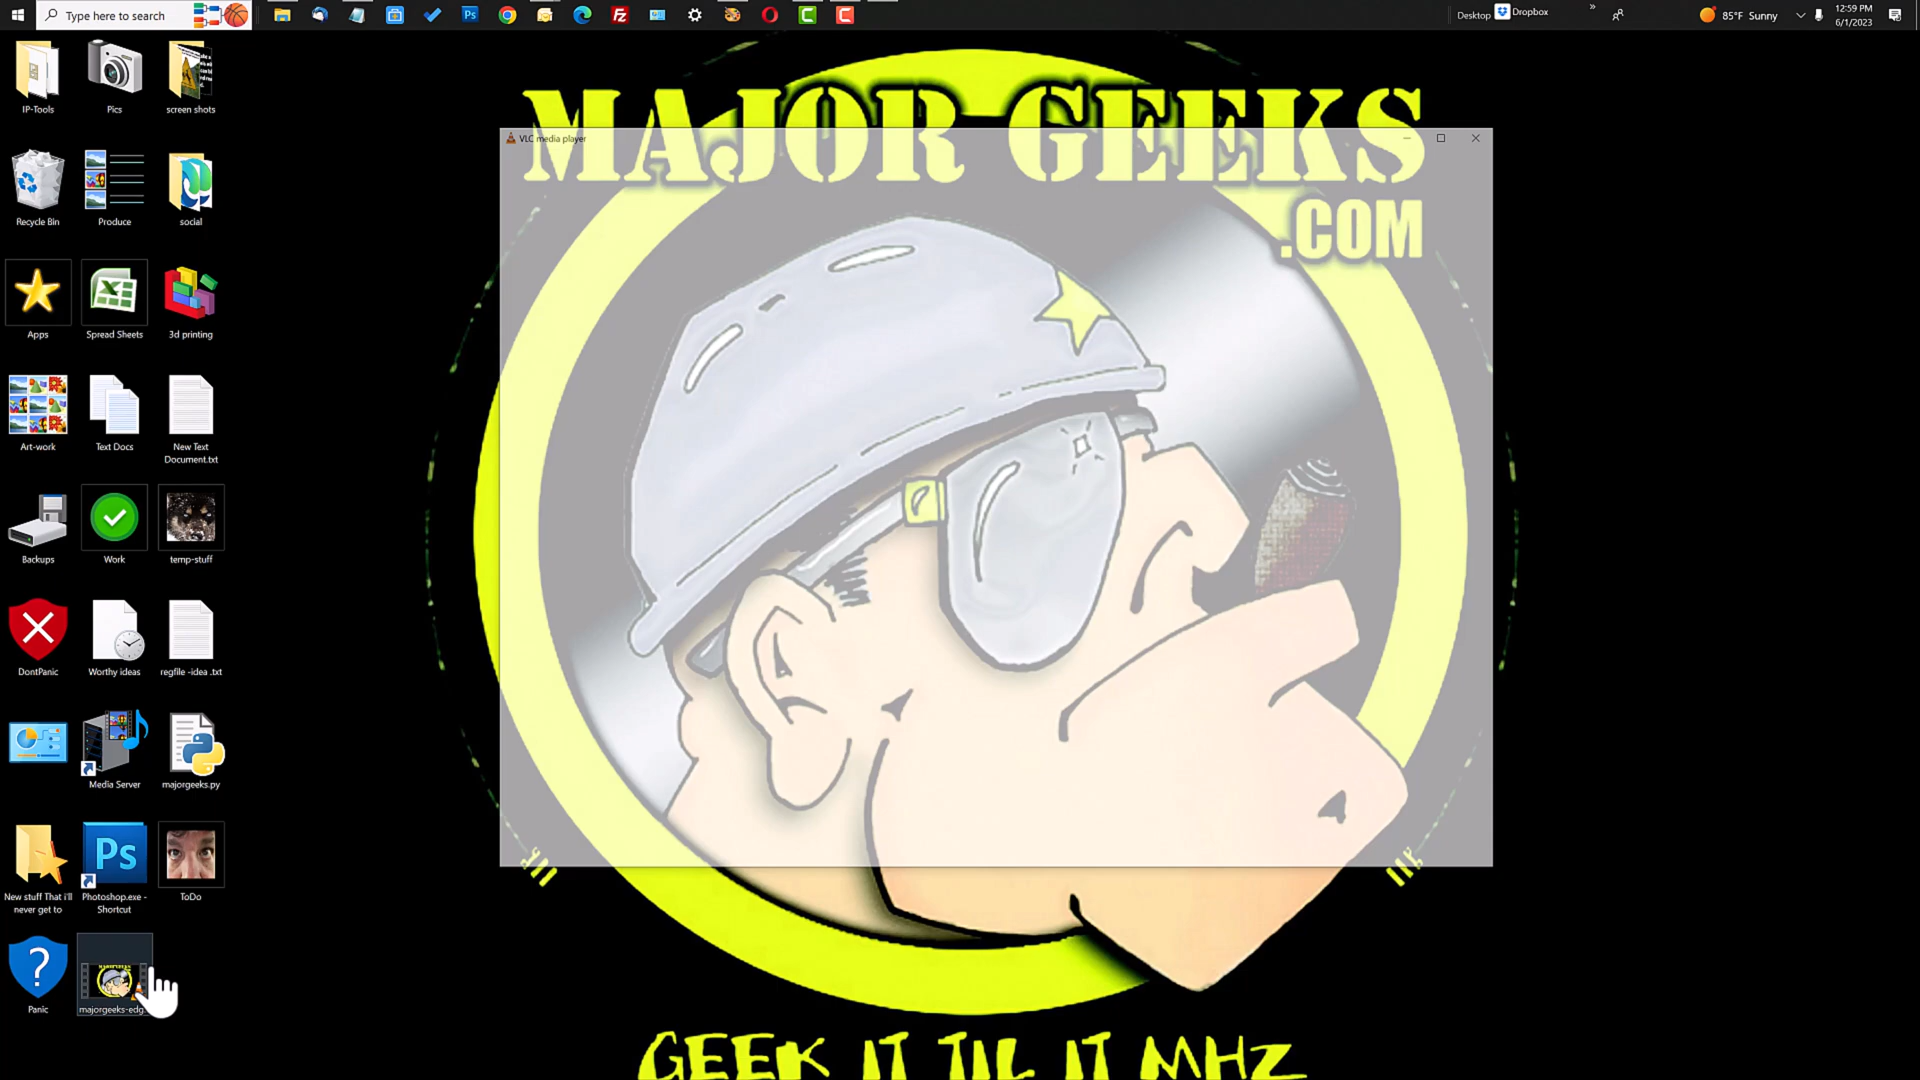 Type here to search
Desktop
Dropbox
85°F Sunny
12:59 PM
6/1/2023
IP-Tools
Pics
screen shots
Recycle Bin
Produce
social
Apps
Spread Sheets
3d printing
Art-work
Text Docs
New Text
Document.txt
Backups
Work
temp-stuff
DontPanic
Worthy ideas
regfile -idea .txt
Media Server
majorgeeks.py
New stuff That i'll
never get to
Ps
Photoshop.exe -
Shortcut
ToDo
Panic
majorgeeks-edg...
VLC media player
MAJOR GEEKS
.COM
GEEK IT TIL IT MHZ